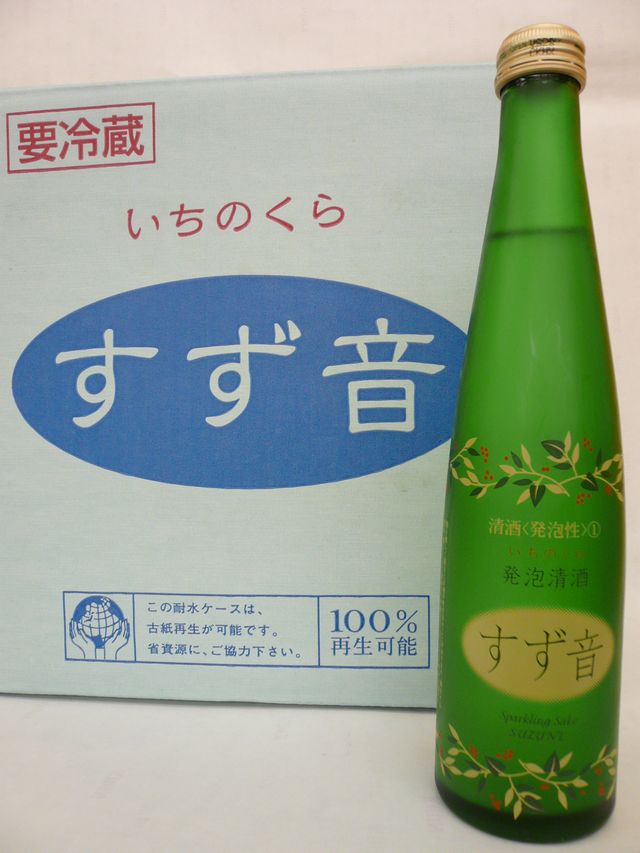 要冷蔵
いちのくら
すず音
この耐水ケースは、
古紙再生が可能です。
省資源に、ご協力下さい。
100%
再生可能
清酒〈発泡性〉①
いちのくら
発泡清酒
すず音
Sparkling Sake
SUZUNE